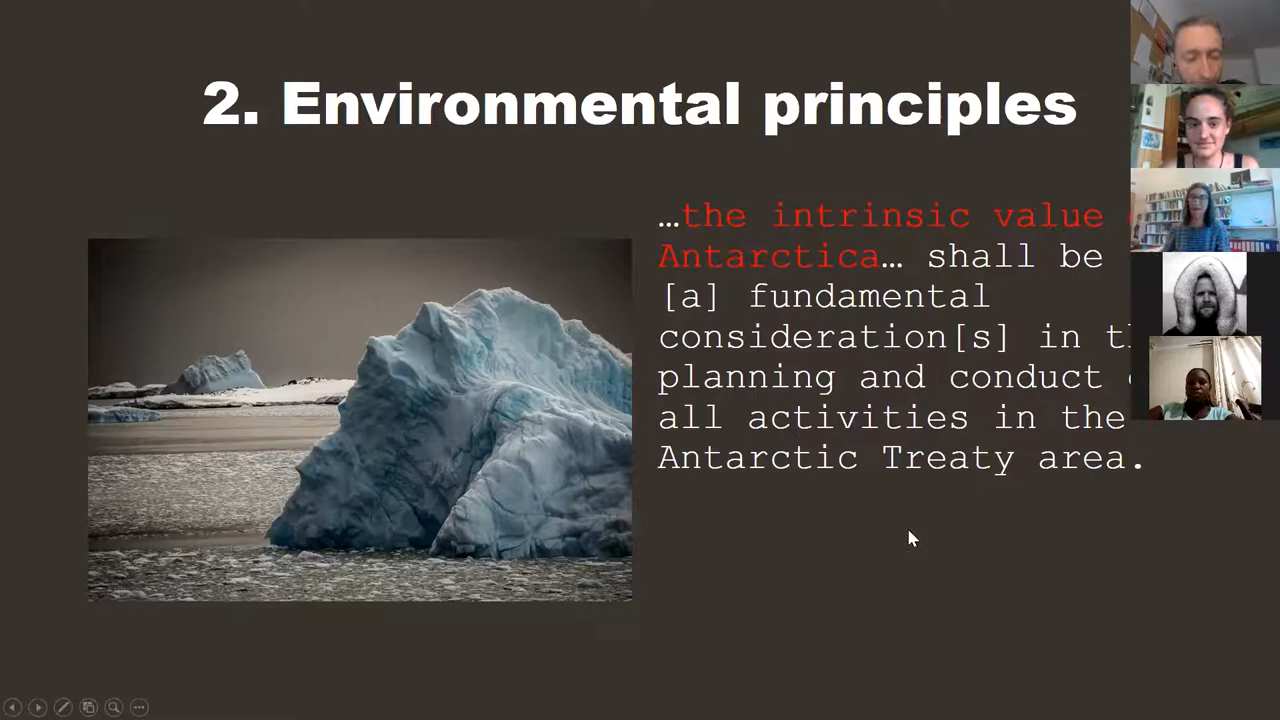 2. Environmental principles
…the intrinsic value
Antarctica… shall be
[a] fundamental
consideration[s] in
planning and conduct
all activities in the
Antarctic Treaty area.